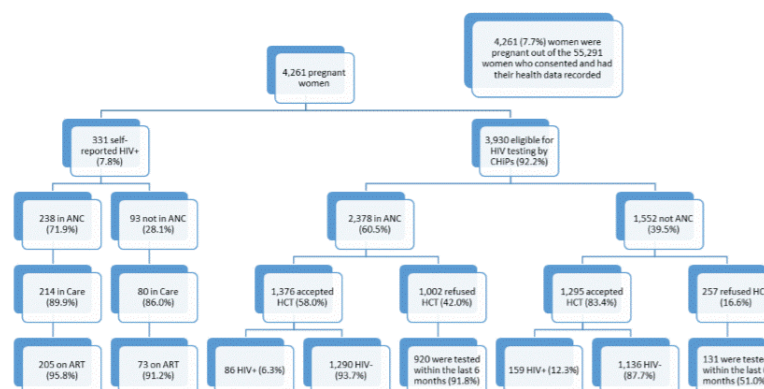 4,261 (7.7%) women were
pregnant out of the 55,291
women who consented and had
their health data recorded
4,261 pregnant
women
331 self-
reported HIV+
(7.8%)
3,930 eligible for
HIV testing by
CHiPs (92.2%)
238 in ANC
(71.9%)
93 not in ANC
(28.1%)
2,378 in ANC
(60.5%)
1,552 not ANC
(39.5%)
214 in Care
(89.9%)
80 in Care
(86.0%)
1,376 accepted
HCT (58.0%)
1,002 refused
HCT (42.0%)
1,295 accepted
HCT (83.4%)
257 refused HC
(16.6%)
205 on ART
(95.8%)
73 on ART
(91.2%)
86 HIV+ (6.3%)
1,290 HIV-
(93.7%)
920 were tested
within the last 6
months (91.8%)
159 HIV+ (12.3%)
1,136 HIV-
(87.7%)
131 were tested
within the last
months (51.0%